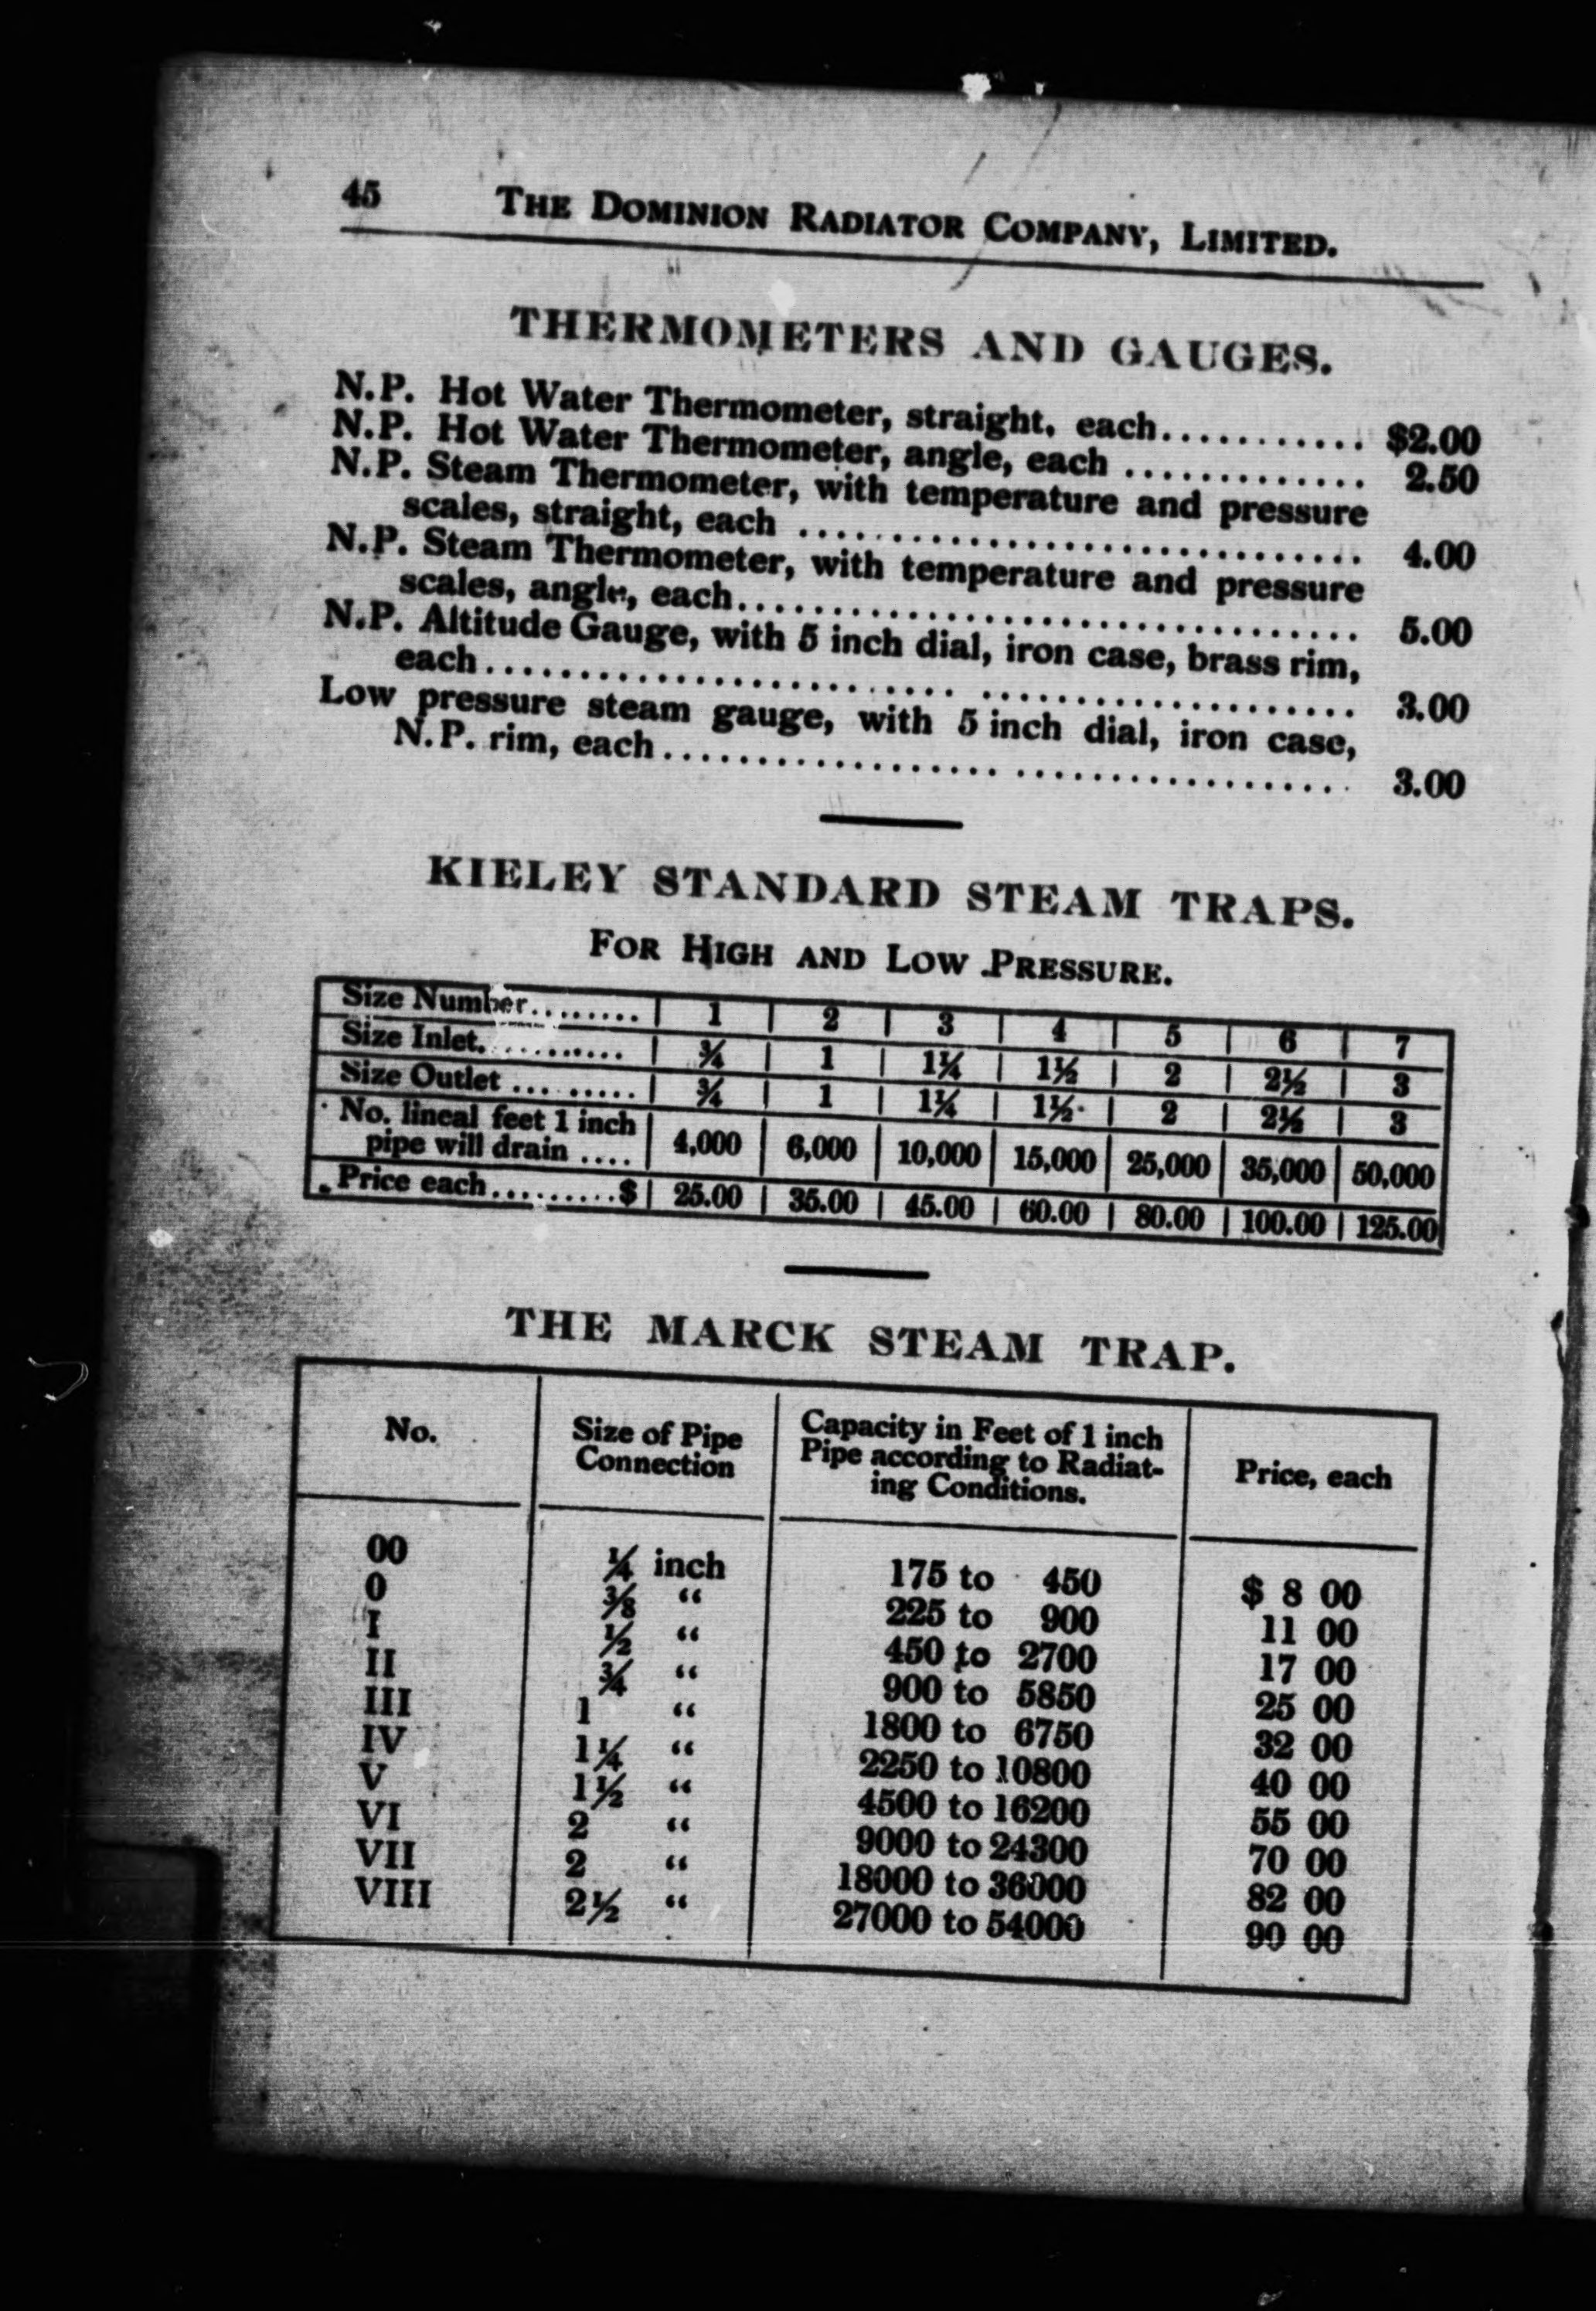 45 THE DOMINION RADIATOR COMPANY, LIMITED.
THERMOMETERS AND GAUGES.
N.P. Hot Water Thermometer, straight, each........... $2.00
N.P. Hot Water Thermometer, angle, each ............. 2.50
N.P. Steam Thermometer, with temperature and pressure
scales, straight, each .............................. 4.00
N.P. Steam Thermometer, with temperature and pressure
scales, angle, each................................. 5.00
N.P. Altitude Gauge, with 5 inch dial, iron case, brass rim,
each............................................. 3.00
Low pressure steam gauge, with 5 inch dial, iron case,
N.P. rim, each..................................... 3.00
KIELEY STANDARD STEAM TRAPS.
FOR HIGH AND LOW PRESSURE.
Size Number......... | 1 | 2 | 3 | 4 | 5 | 6 | 7
Size Inlet........... | ¾ | 1 | 1¼ | 1½ | 2 | 2½ | 3
Size Outlet ......... | ¾ | 1 | 1¼ | 1½ | 2 | 2½ | 3
No. lineal feet 1 inch
pipe will drain .... | 4,000 | 6,000 | 10,000 | 15,000 | 25,000 | 35,000 | 50,000
Price each.........$ | 25.00 | 35.00 | 45.00 | 60.00 | 80.00 | 100.00 | 125.00
THE MARCK STEAM TRAP.
No. | Size of Pipe Connection | Capacity in Feet of 1 inch Pipe according to Radiating Conditions. | Price, each
00 ¼ inch 175 to 450 $ 8 00
0 ⅜ “ 225 to 900 11 00
I ½ “ 450 to 2700 17 00
II ¾ “ 900 to 5850 25 00
III 1 “ 1800 to 6750 32 00
IV 1¼ “ 2250 to 10800 40 00
V 1½ “ 4500 to 16200 55 00
VI 2 “ 9000 to 24300 70 00
VII 2 “ 18000 to 36000 82 00
VIII 2½ “ 27000 to 54000 90 00